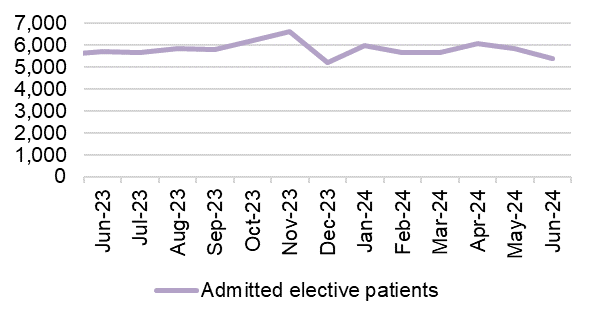 7,000
6,000
5,000
4,000
3,000
2,000
1,000
0
Jun-23
Jul-23
Aug-23
Sep-23
Oct-23
Nov-23
Dec-23
Jan-24
Feb-24
Mar-24
Apr-24
May-24
Jun-24
Admitted elective patients